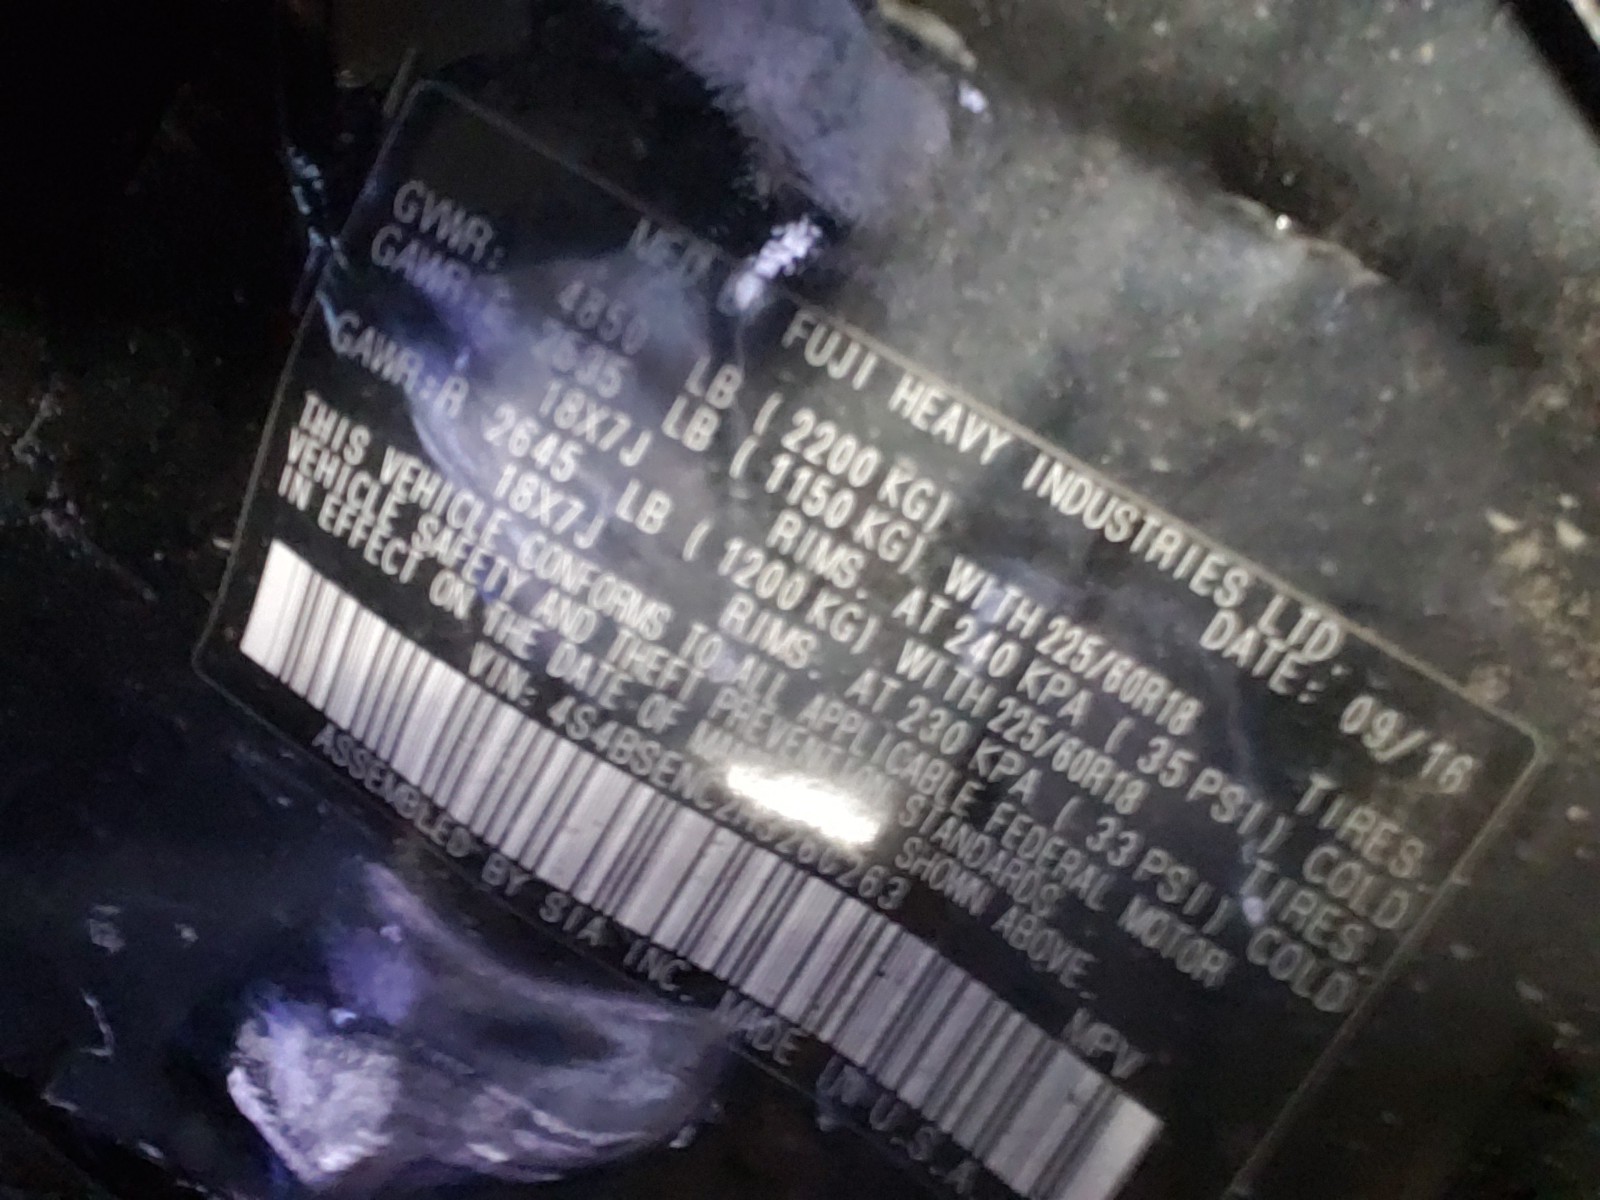 FUJI HEAVY INDUSTRIES LTD.
DATE: 09/16
GVWR: 4850 LB ( 2200 KG)
GAWR: LB ( 1150 KG) WITH 225/60R18 TIRES.
18X7J RIMS. AT 240 KPA ( 35 PSI) COLD
GAWR:R 2645 LB ( 1200 KG) WITH 225/60R18 TIRES.
18X7J RIMS. AT 230 KPA ( 33 PSI) COLD
THIS VEHICLE CONFORMS TO ALL APPLICABLE FEDERAL MOTOR
VEHICLE SAFETY AND THEFT PREVENTION STANDARDS
IN EFFECT ON THE DATE OF SHOWN ABOVE.
VIN: MPV
ASSEMBLED BY SIA INC. MADE IN U.S.A